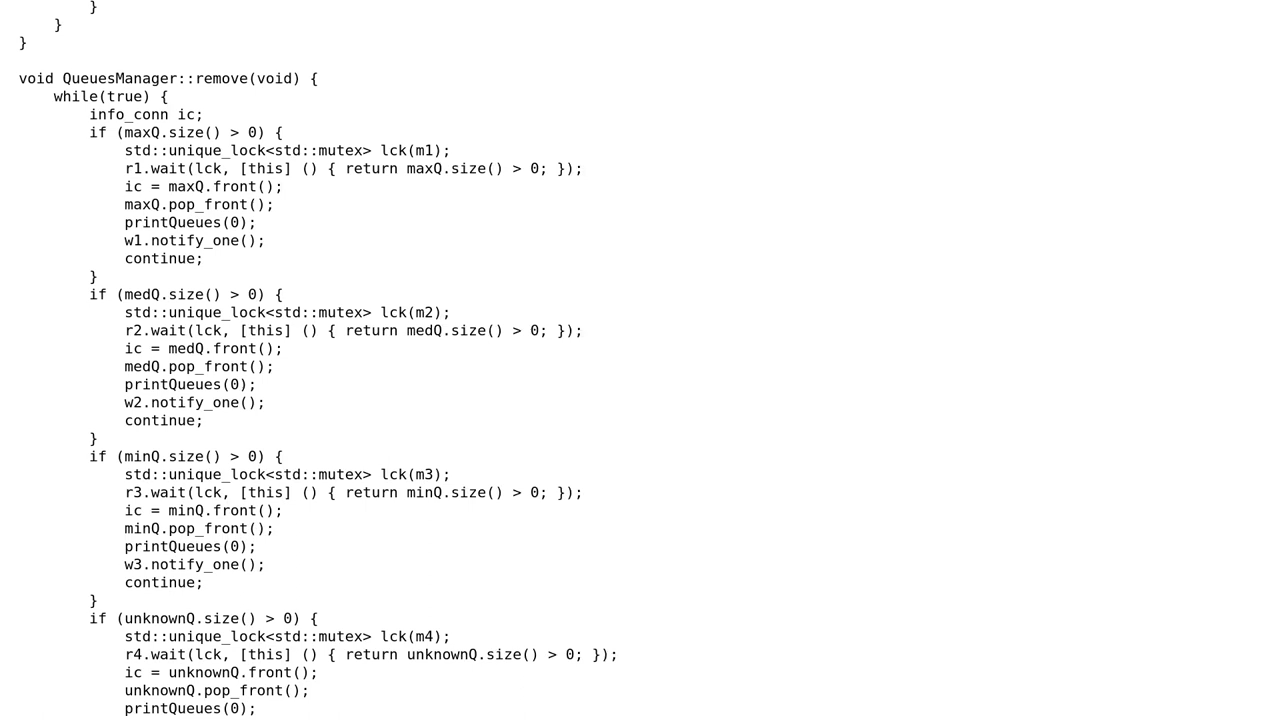 }
    }
}

void QueuesManager::remove(void) {
    while(true) {
        info_conn ic;
        if (maxQ.size() > 0) {
            std::unique_lock<std::mutex> lck(m1);
            r1.wait(lck, [this] () { return maxQ.size() > 0; });
            ic = maxQ.front();
            maxQ.pop_front();
            printQueues(0);
            w1.notify_one();
            continue;
        }
        if (medQ.size() > 0) {
            std::unique_lock<std::mutex> lck(m2);
            r2.wait(lck, [this] () { return medQ.size() > 0; });
            ic = medQ.front();
            medQ.pop_front();
            printQueues(0);
            w2.notify_one();
            continue;
        }
        if (minQ.size() > 0) {
            std::unique_lock<std::mutex> lck(m3);
            r3.wait(lck, [this] () { return minQ.size() > 0; });
            ic = minQ.front();
            minQ.pop_front();
            printQueues(0);
            w3.notify_one();
            continue;
        }
        if (unknownQ.size() > 0) {
            std::unique_lock<std::mutex> lck(m4);
            r4.wait(lck, [this] () { return unknownQ.size() > 0; });
            ic = unknownQ.front();
            unknownQ.pop_front();
            printQueues(0);